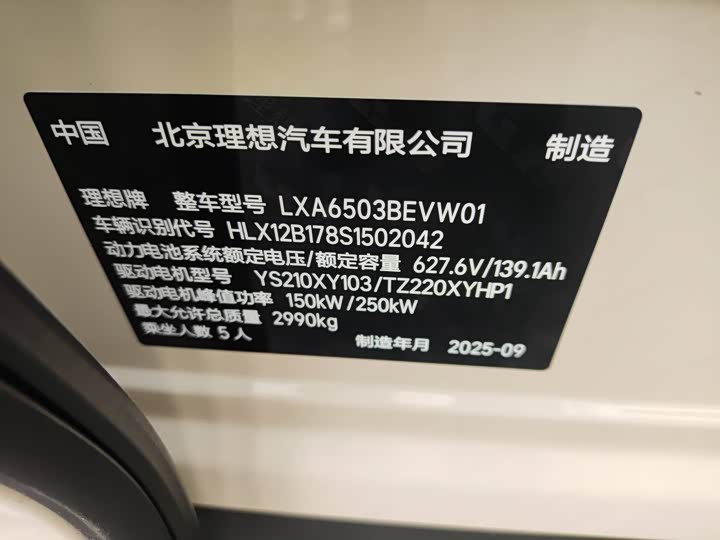 中国 北京理想汽车有限公司 制造
理想牌 整车型号 LXA6503BEVW01
车辆识别代号 HLX12B178S1502042
动力电池系统额定电压/额定容量 627.6V/139.1Ah
驱动电机型号 YS210XY103/TZ220XYHP1
驱动电机峰值功率 150kW/250kW
最大允许总质量 2990kg
乘坐人数 5 人 制造年月 2025-09